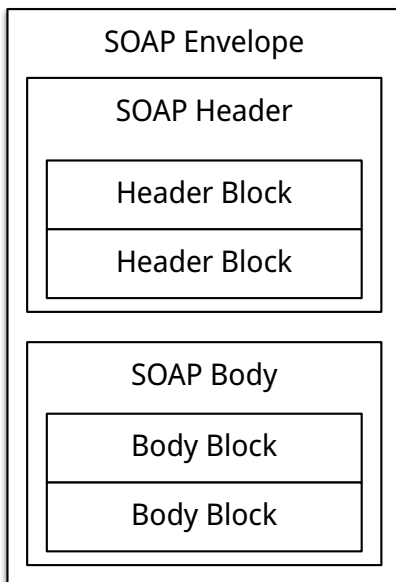 SOAP Envelope
SOAP Header
Header Block
Header Block
SOAP Body
Body Block
Body Block